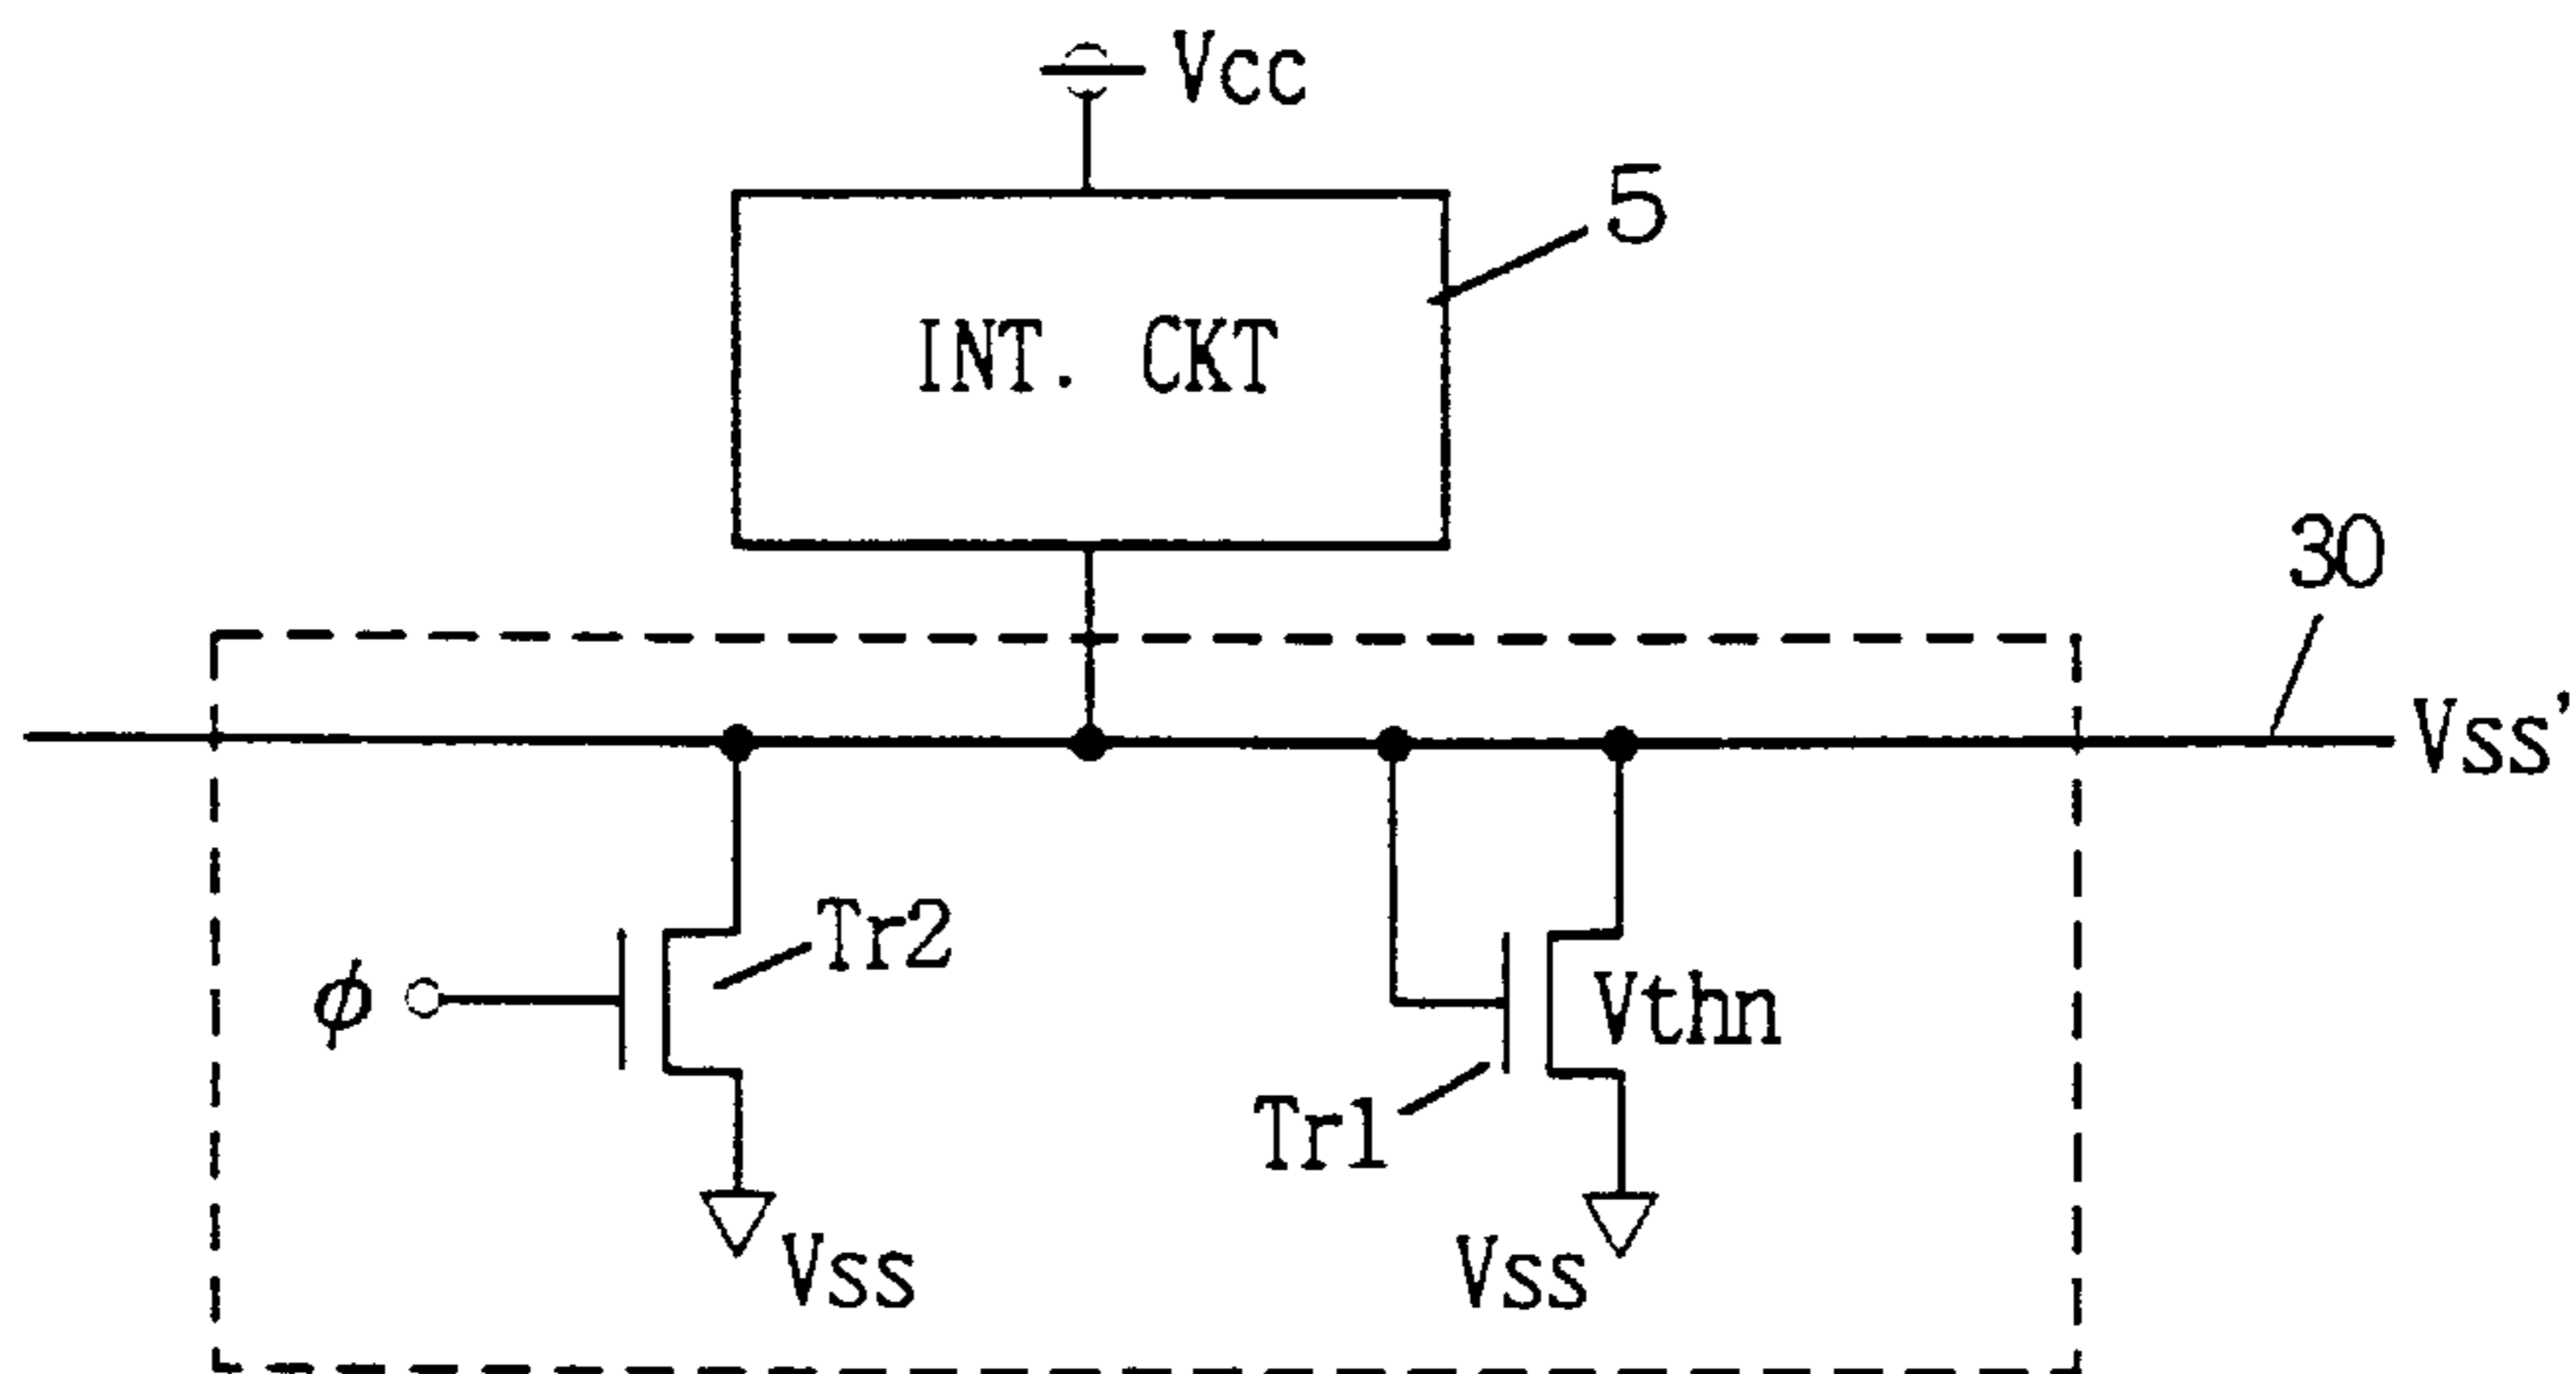 Vcc
5
INT. CKT
30
Vss'
Tr2
ϕ
Vthn
Tr1
Vss
Vss